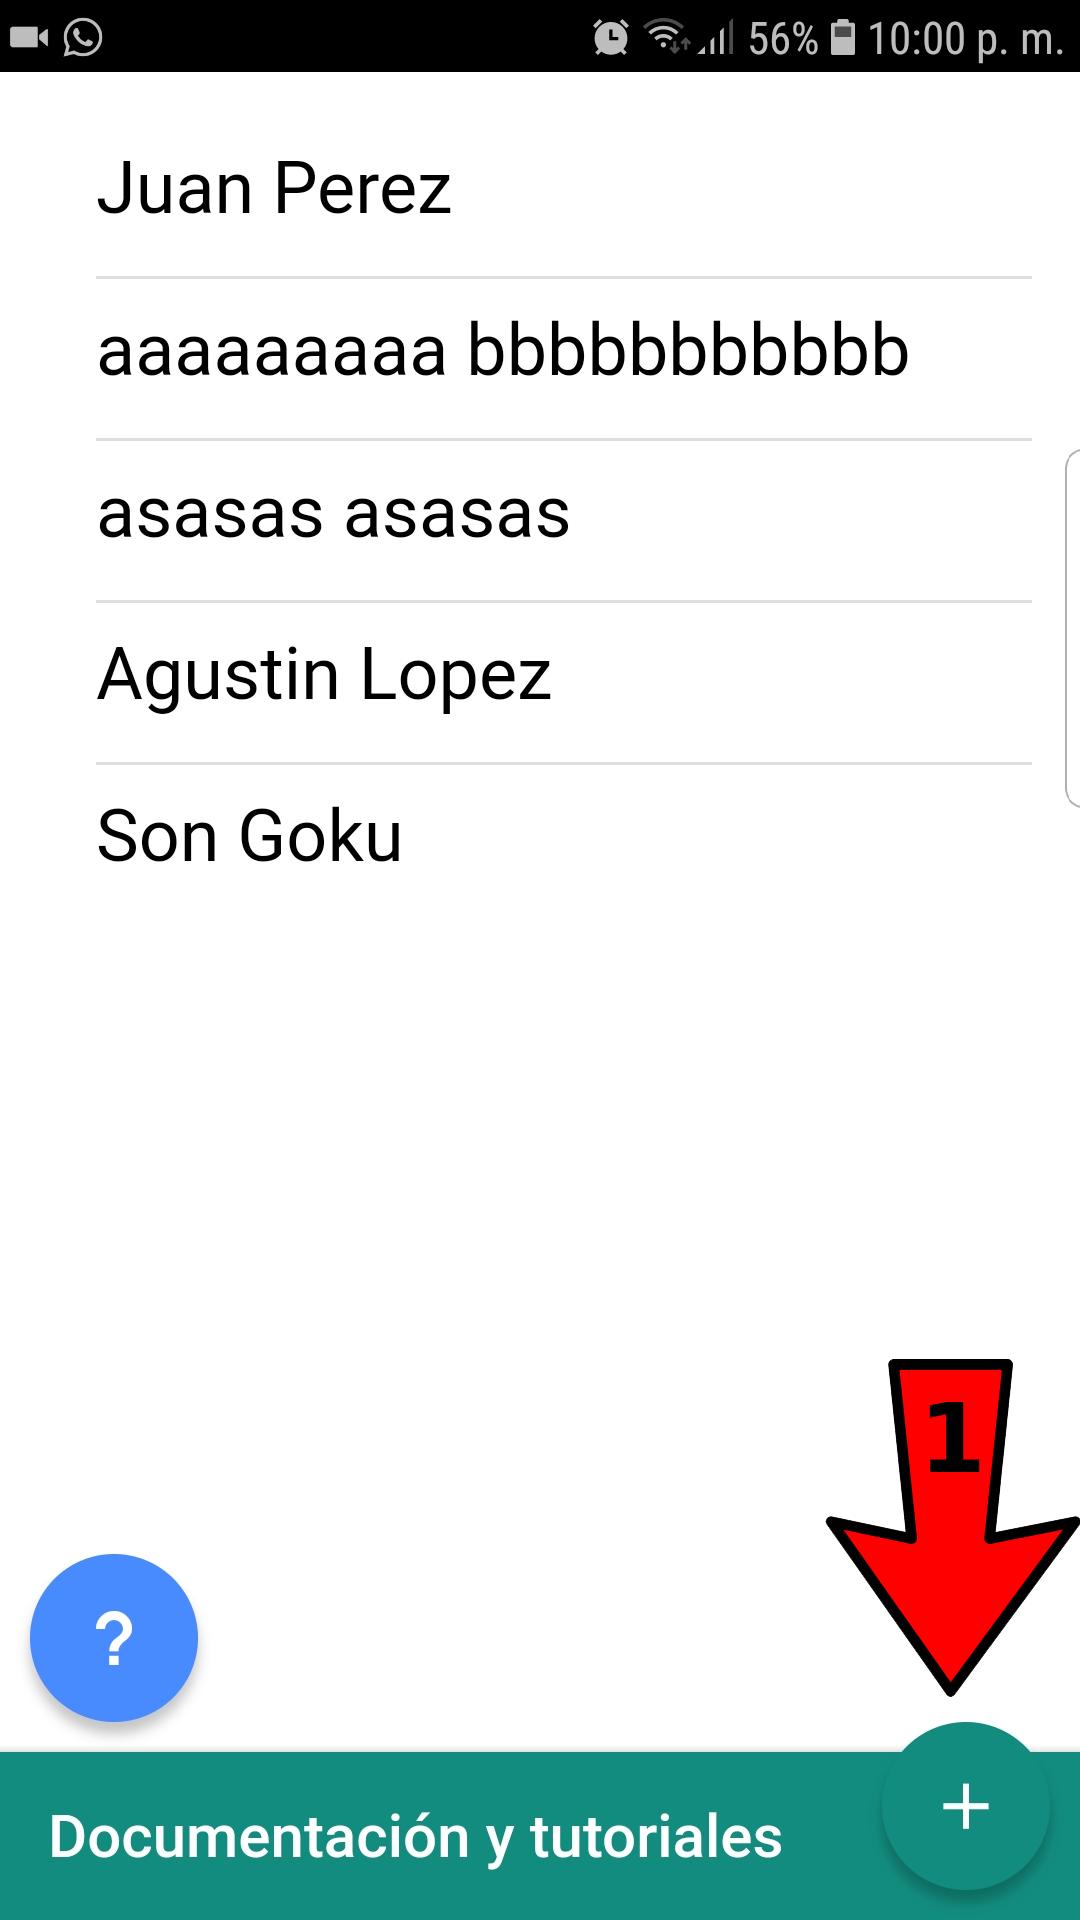 56% 10:00 p. m.
Juan Perez
aaaaaaaaa bbbbbbbbbbb
asasas asasas
Agustin Lopez
Son Goku
1
?
+
Documentación y tutoriales